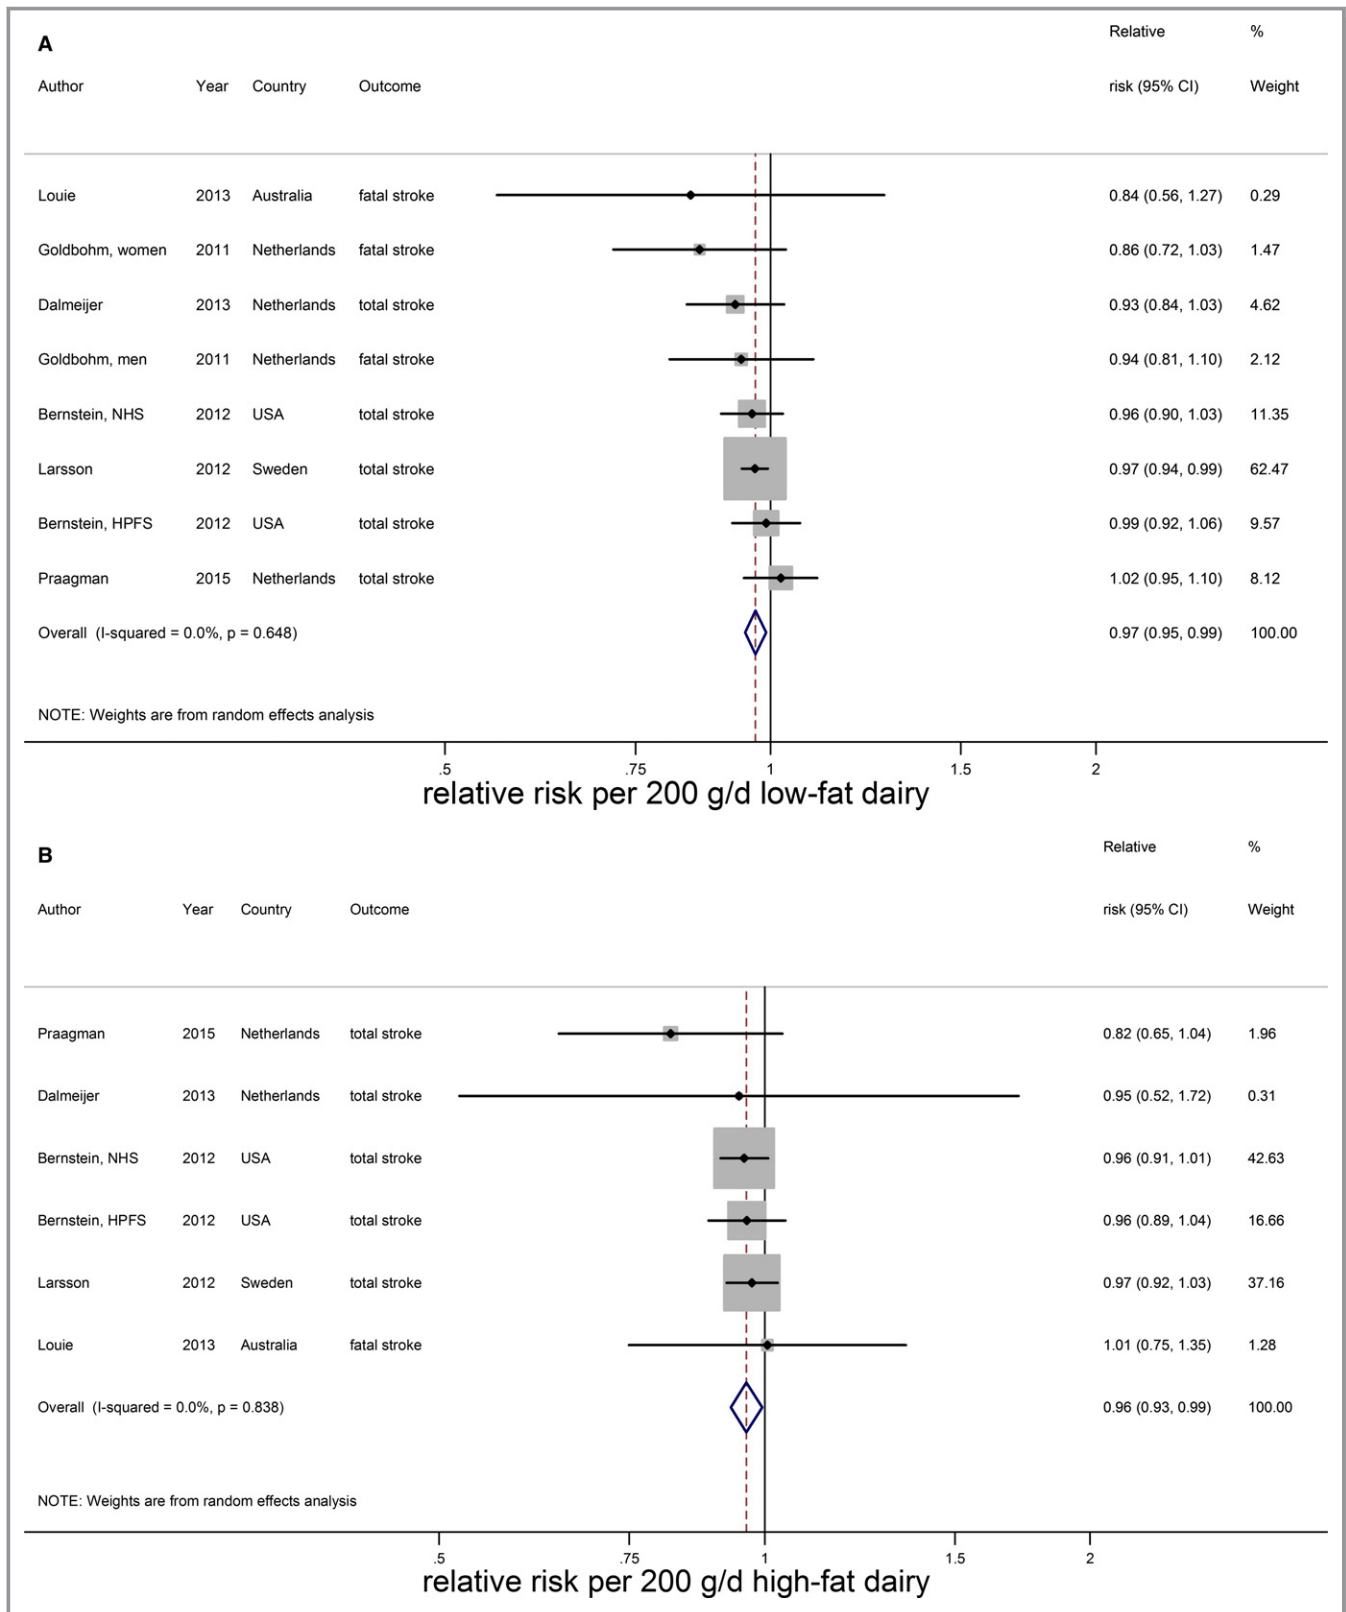 A
Relative %
Author Year Country Outcome risk (95% CI) Weight
Louie 2013 Australia fatal stroke 0.84 (0.56, 1.27) 0.29
Goldbohm, women 2011 Netherlands fatal stroke 0.86 (0.72, 1.03) 1.47
Dalmeijer 2013 Netherlands total stroke 0.93 (0.84, 1.03) 4.62
Goldbohm, men 2011 Netherlands fatal stroke 0.94 (0.81, 1.10) 2.12
Bernstein, NHS 2012 USA total stroke 0.96 (0.90, 1.03) 11.35
Larsson 2012 Sweden total stroke 0.97 (0.94, 0.99) 62.47
Bernstein, HPFS 2012 USA total stroke 0.99 (0.92, 1.06) 9.57
Praagman 2015 Netherlands total stroke 1.02 (0.95, 1.10) 8.12
Overall (I-squared = 0.0%, p = 0.648) 0.97 (0.95, 0.99) 100.00
NOTE: Weights are from random effects analysis
.5 .75 1 1.5 2
relative risk per 200 g/d low-fat dairy
B
Relative %
Author Year Country Outcome risk (95% CI) Weight
Praagman 2015 Netherlands total stroke 0.82 (0.65, 1.04) 1.96
Dalmeijer 2013 Netherlands total stroke 0.95 (0.52, 1.72) 0.31
Bernstein, NHS 2012 USA total stroke 0.96 (0.91, 1.01) 42.63
Bernstein, HPFS 2012 USA total stroke 0.96 (0.89, 1.04) 16.66
Larsson 2012 Sweden total stroke 0.97 (0.92, 1.03) 37.16
Louie 2013 Australia fatal stroke 1.01 (0.75, 1.35) 1.28
Overall (I-squared = 0.0%, p = 0.838) 0.96 (0.93, 0.99) 100.00
NOTE: Weights are from random effects analysis
.5 .75 1 1.5 2
relative risk per 200 g/d high-fat dairy